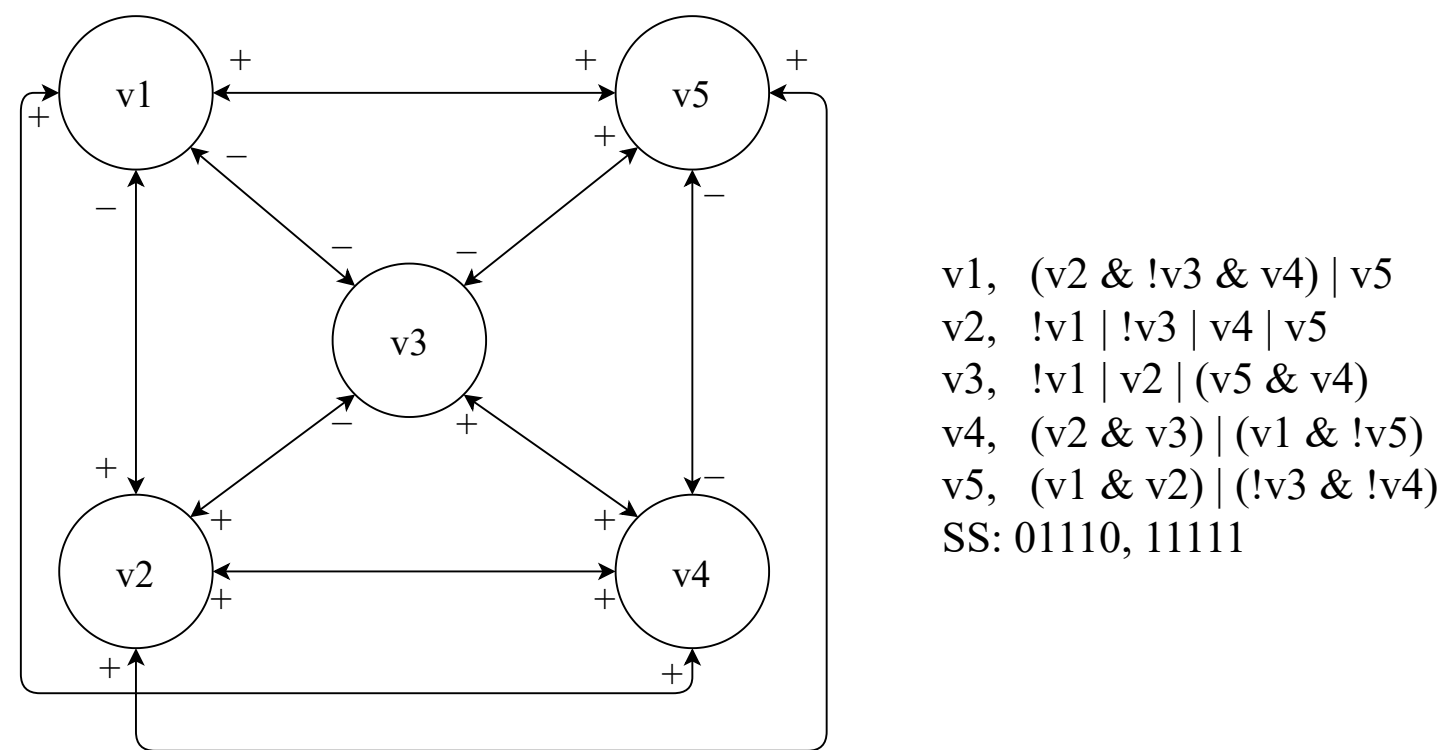 + + +
v1 v5
+ +
− −
− −
− −
v3
− +
+ −
+ +
v2 v4
+ +
+ +
v1, (v2 & !v3 & v4) | v5
v2, !v1 | !v3 | v4 | v5
v3, !v1 | v2 | (v5 & v4)
v4, (v2 & v3) | (v1 & !v5)
v5, (v1 & v2) | (!v3 & !v4)
SS: 01110, 11111